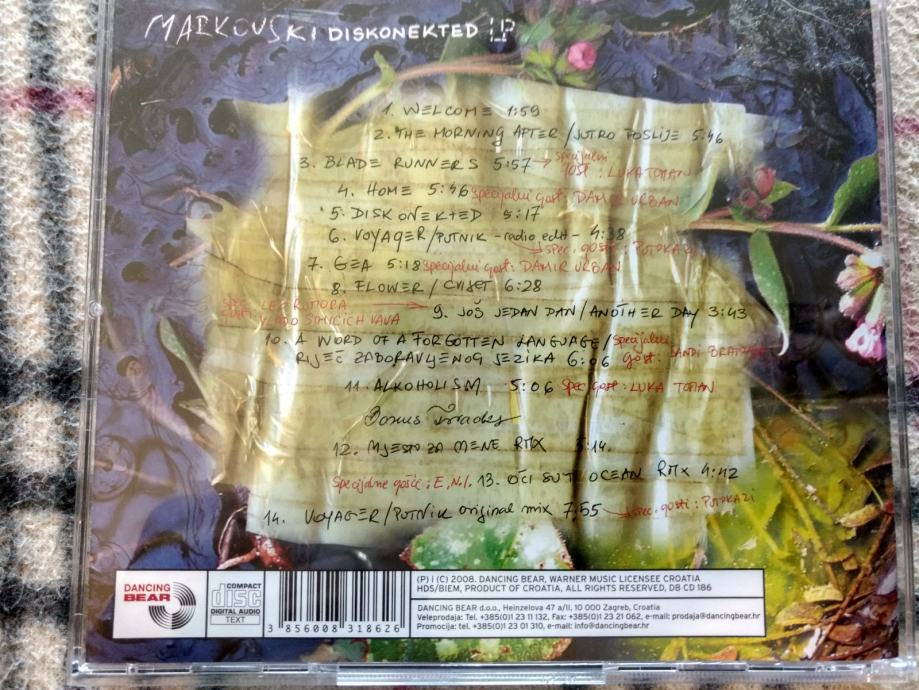 MARKOVSKI DISKONEKTED LP
1. WELCOME 1:59
2. THE MORNING AFTER / JUTRO POSLIJE 5:46
3. BLADE RUNNERS 5:57 specijalni
gost: LUKA TOMAN
4. HOME 5:46 specijalni gost: DAMIR URBAN
5. DISKONEKTED 5:17
6. VOYAGER/PUTNIK -radio edit- 4:38
spec. gosti: PUTOKAZI
7. GEA 5:18 specijalni gost: DAMIR URBAN
8. FLOWER / CVIJET 6:28
9. JOŠ JEDAN DAN / ANOTHER DAY 3:43
10. A WORD OF A FORGOTTEN LANGUAGE / specijalni
RIJEČ ZABORAVLJENOG JEZIKA 6:06 gost: SANDI
11. ALKOHOLISM 5:06 spec gost: LUKA TOMAN
Bonus Tracks
12. MJESTO ZA MENE RMX 5:14
Specijalne gošće: E.N.I. 13. OČI SU TI OCEAN RMX 4:42
14. VOYAGER/PUTNIK original mix 7:55 spec. gosti: PUTOKAZI
DANCING
BEAR
COMPACT
disc
DIGITAL AUDIO
TEXT
3 856008 318626
(P) i (C) 2008. DANCING BEAR, WARNER MUSIC LICENSEE CROATIA
HDS/BIEM, PRODUCT OF CROATIA, ALL RIGHTS RESERVED, DB CD 186
DANCING BEAR d.o.o., Heinzelova 47 a/II, 10 000 Zagreb, Croatia
Veleprodaja: Tel. +385(0)1 23 11 132, Fax: +385(0)1 23 21 062, e-mail: prodaja@dancingbear.hr
Promocija: tel. +385(0)1 23 01 310, e-mail: info@dancingbear.hr